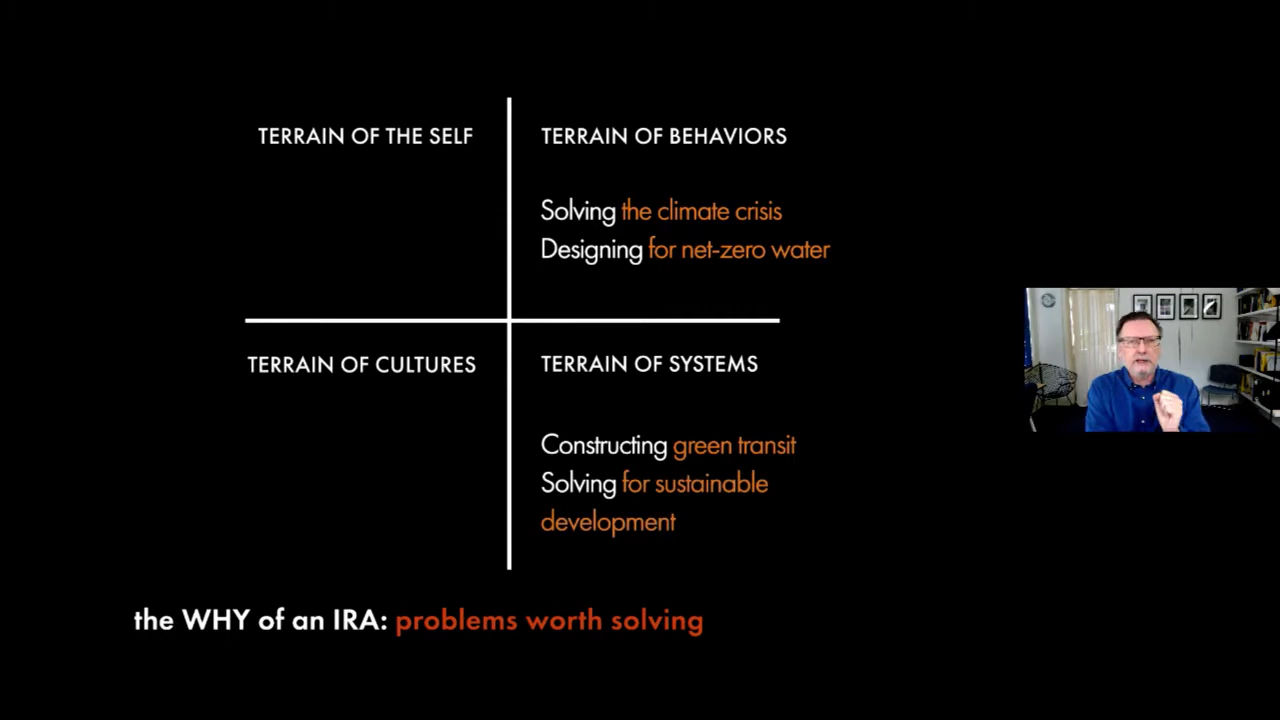 TERRAIN OF THE SELF
TERRAIN OF BEHAVIORS
Solving the climate crisis
Designing for net-zero water
TERRAIN OF CULTURES
TERRAIN OF SYSTEMS
Constructing green transit
Solving for sustainable
development
the WHY of an IRA: problems worth solving